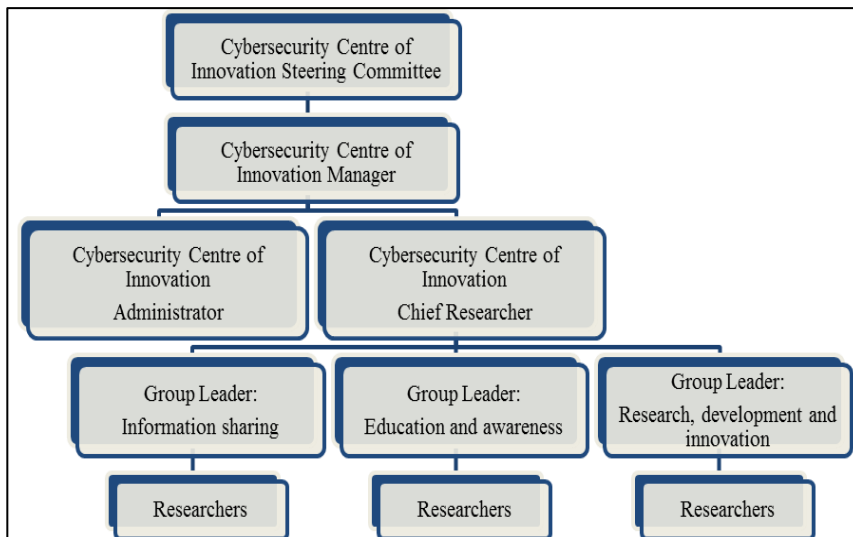 Cybersecurity Centre of
Innovation Steering Committee
Cybersecurity Centre of
Innovation Manager
Cybersecurity Centre of
Innovation
Administrator
Cybersecurity Centre of
Innovation
Chief Researcher
Group Leader:
Information sharing
Group Leader:
Education and awareness
Group Leader:
Research, development and
innovation
Researchers
Researchers
Researchers